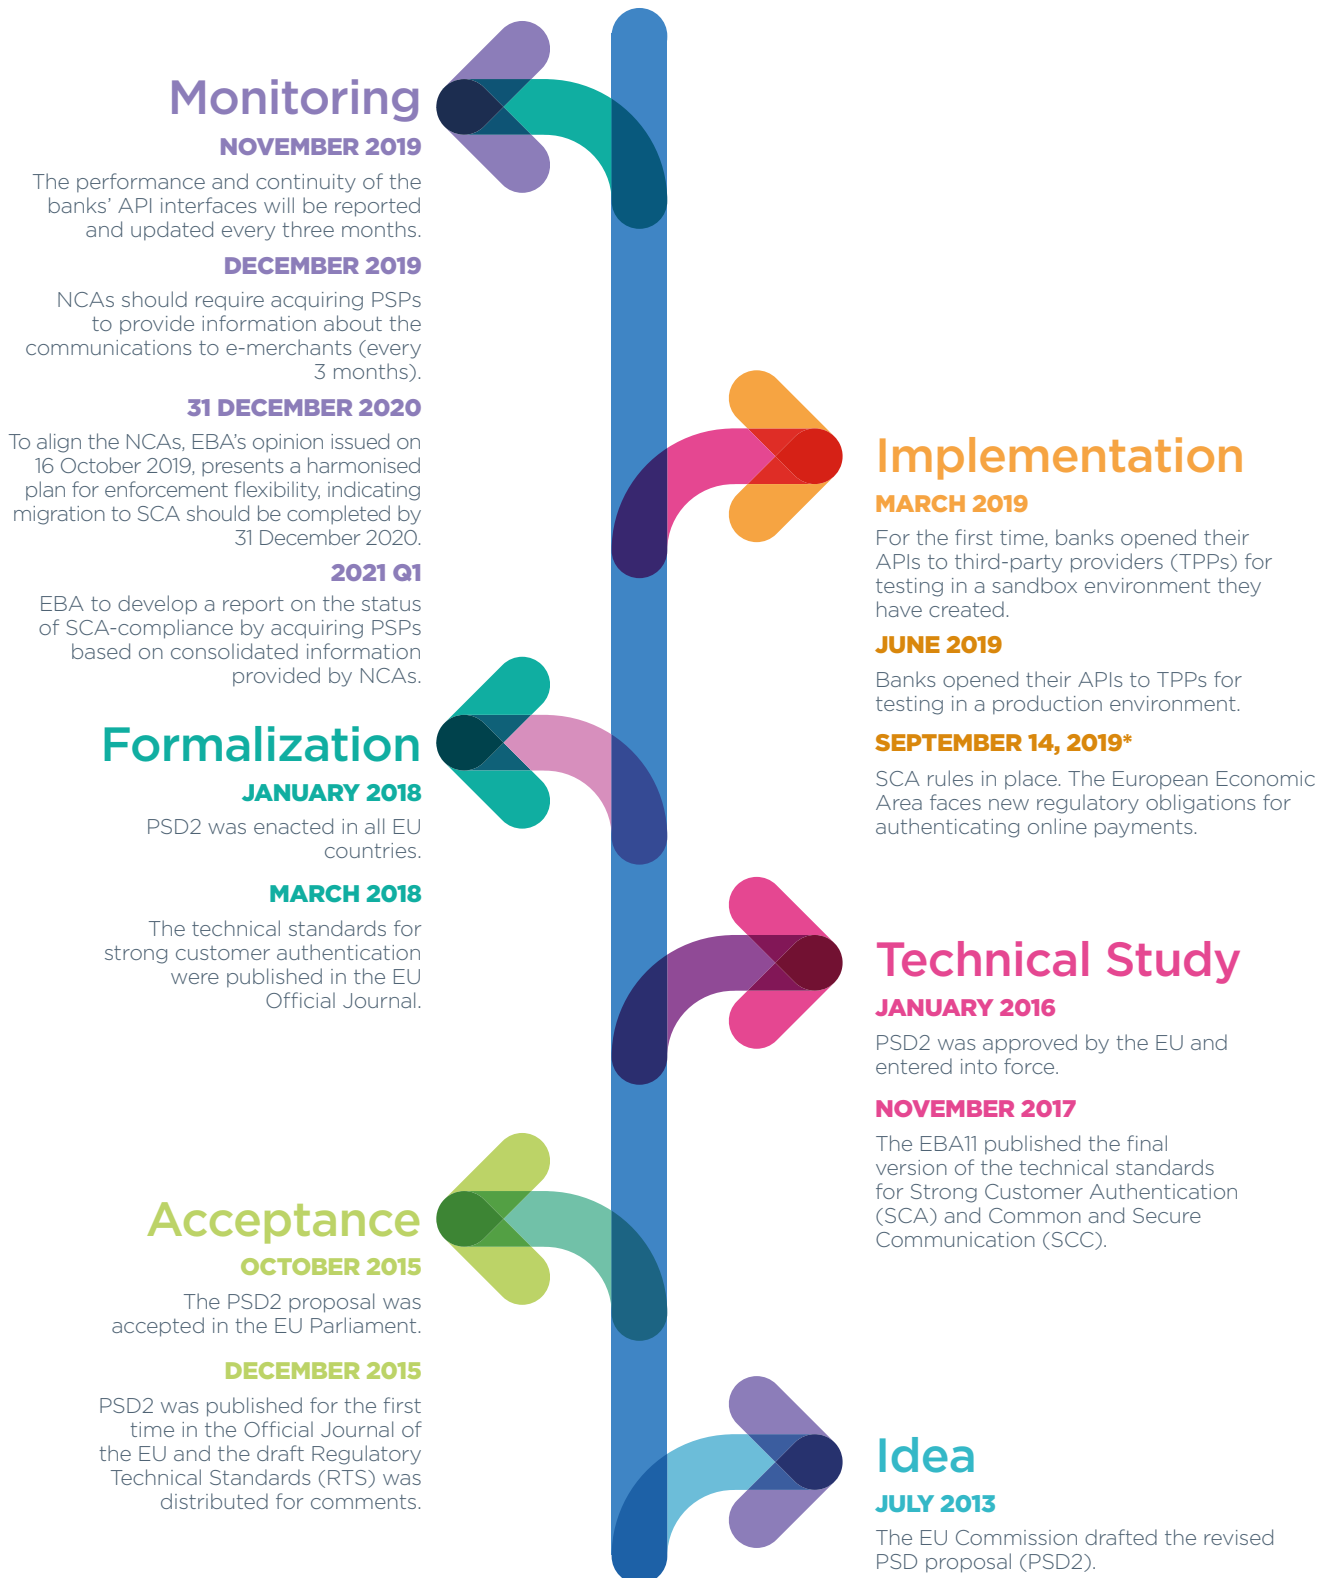 Monitoring
NOVEMBER 2019
The performance and continuity of the
banks’ API interfaces will be reported
and updated every three months.
DECEMBER 2019
NCAs should require acquiring PSPs
to provide information about the
communications to e-merchants (every
3 months).
31 DECEMBER 2020
To align the NCAs, EBA’s opinion issued on
16 October 2019, presents a harmonised
plan for enforcement flexibility, indicating
migration to SCA should be completed by
31 December 2020.
2021 Q1
EBA to develop a report on the status
of SCA-compliance by acquiring PSPs
based on consolidated information
provided by NCAs.
Implementation
MARCH 2019
For the first time, banks opened their
APIs to third-party providers (TPPs) for
testing in a sandbox environment they
have created.
JUNE 2019
Banks opened their APIs to TPPs for
testing in a production environment.
SEPTEMBER 14, 2019*
SCA rules in place. The European Economic
Area faces new regulatory obligations for
authenticating online payments.
Formalization
JANUARY 2018
PSD2 was enacted in all EU
countries.
MARCH 2018
The technical standards for
strong customer authentication
were published in the EU
Official Journal.
Technical Study
JANUARY 2016
PSD2 was approved by the EU and
entered into force.
NOVEMBER 2017
The EBA11 published the final
version of the technical standards
for Strong Customer Authentication
(SCA) and Common and Secure
Communication (SCC).
Acceptance
OCTOBER 2015
The PSD2 proposal was
accepted in the EU Parliament.
DECEMBER 2015
PSD2 was published for the first
time in the Official Journal of
the EU and the draft Regulatory
Technical Standards (RTS) was
distributed for comments.
Idea
JULY 2013
The EU Commission drafted the revised
PSD proposal (PSD2).